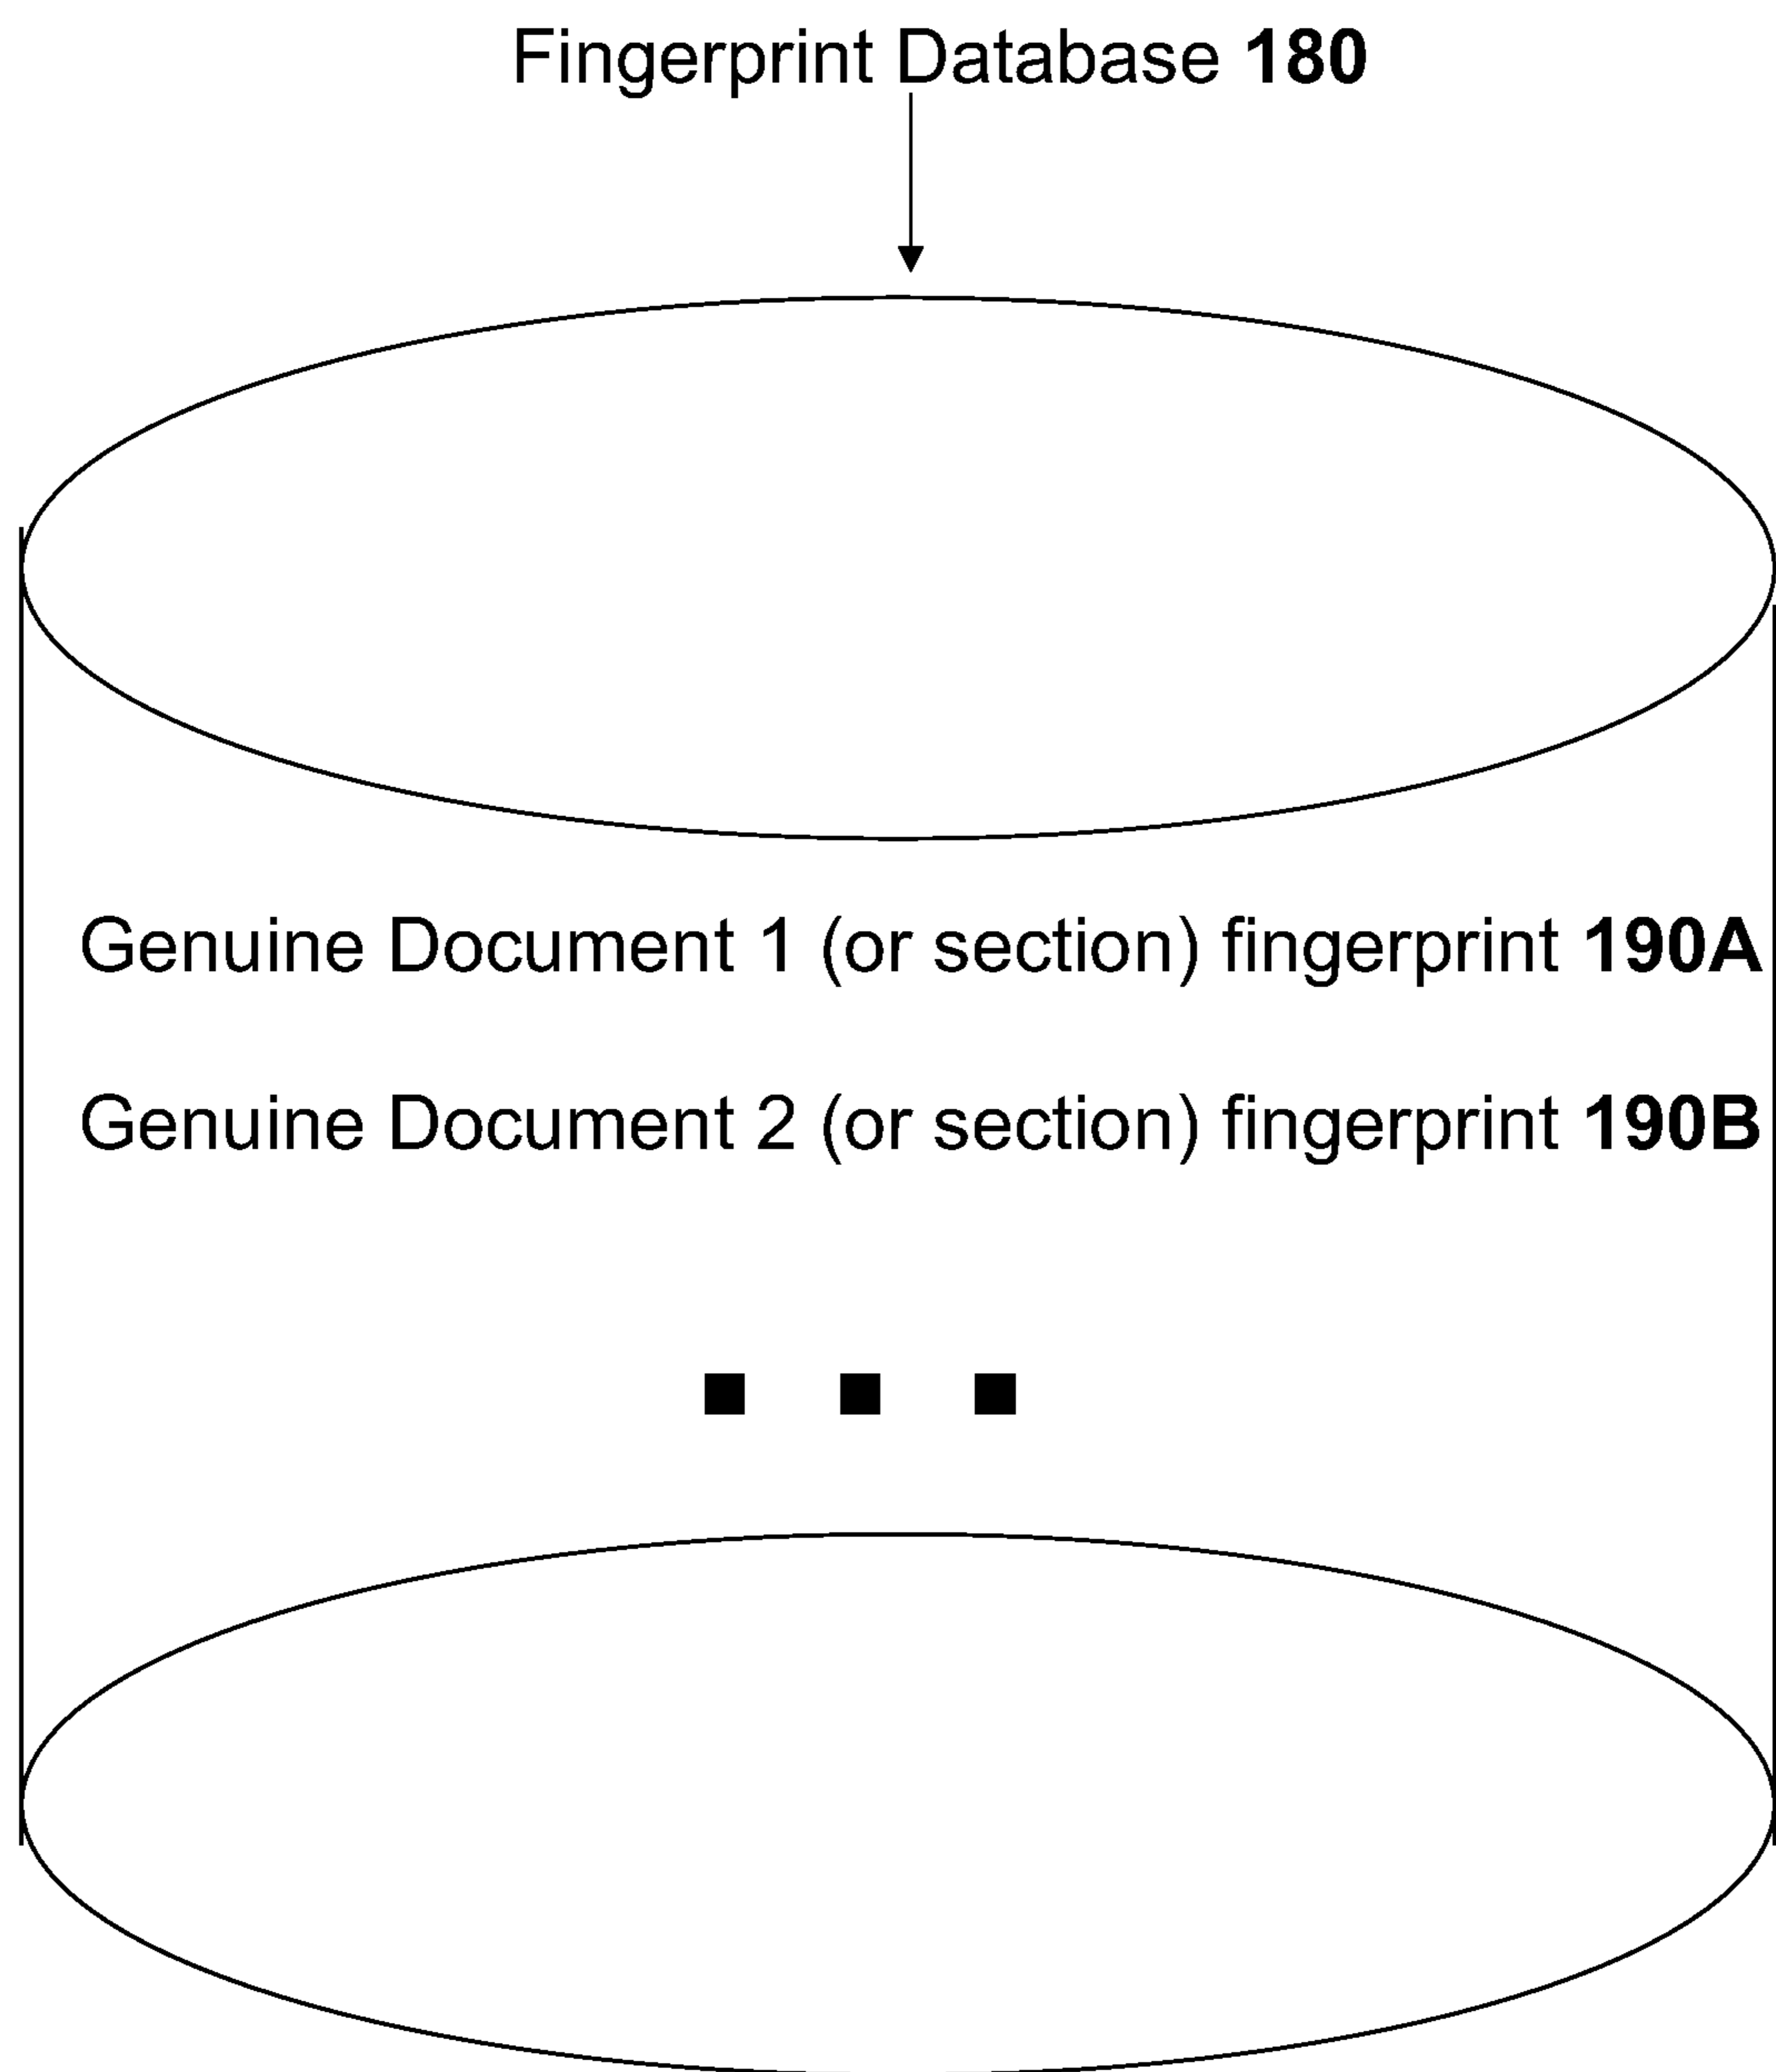 Fingerprint Database 180
Genuine Document 1 (or section) fingerprint 190A
Genuine Document 2 (or section) fingerprint 190B